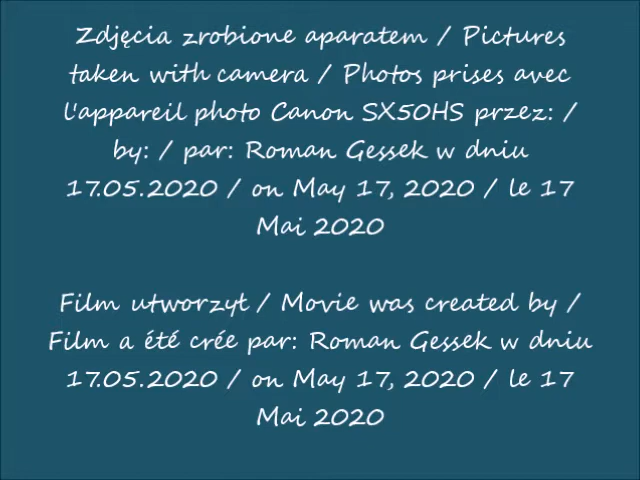 Zdjęcia zrobione aparatem / Pictures
taken with camera / Photos prises avec
l'appareil photo Canon SX50HS przez: /
by: / par: Roman Gessek w dniu
17.05.2020 / on May 17, 2020 / le 17
Mai 2020
Film utworzył / Movie was created by /
Film a été crée par: Roman Gessek w dniu
17.05.2020 / on May 17, 2020 / le 17
Mai 2020